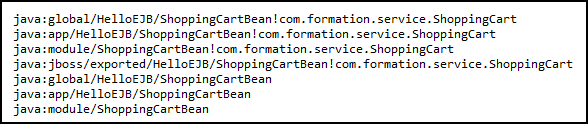 java:global/HelloEJB/ShoppingCartBean!com.formation.service.ShoppingCart
java:app/HelloEJB/ShoppingCartBean!com.formation.service.ShoppingCart
java:module/ShoppingCartBean!com.formation.service.ShoppingCart
java:jboss/exported/HelloEJB/ShoppingCartBean!com.formation.service.ShoppingCart
java:global/HelloEJB/ShoppingCartBean
java:app/HelloEJB/ShoppingCartBean
java:module/ShoppingCartBean